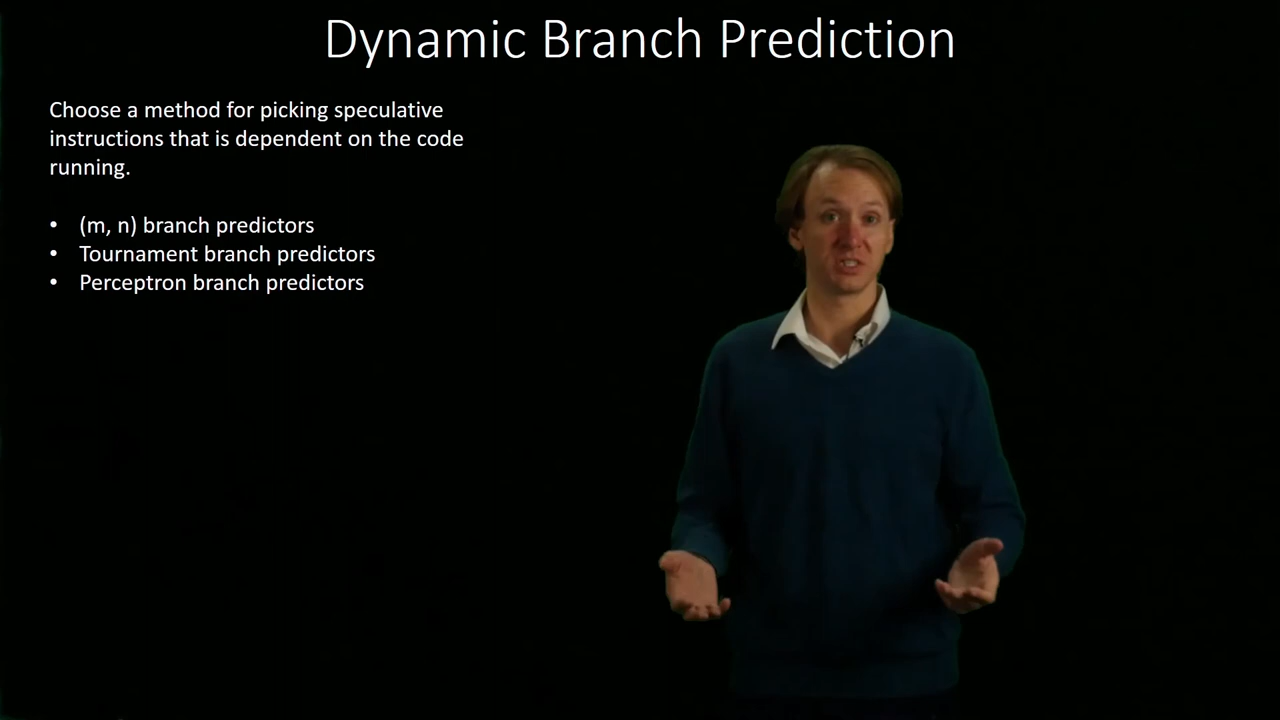 Dynamic Branch Prediction
Choose a method for picking speculative
instructions that is dependent on the code
running.
• (m, n) branch predictors
• Tournament branch predictors
• Perceptron branch predictors